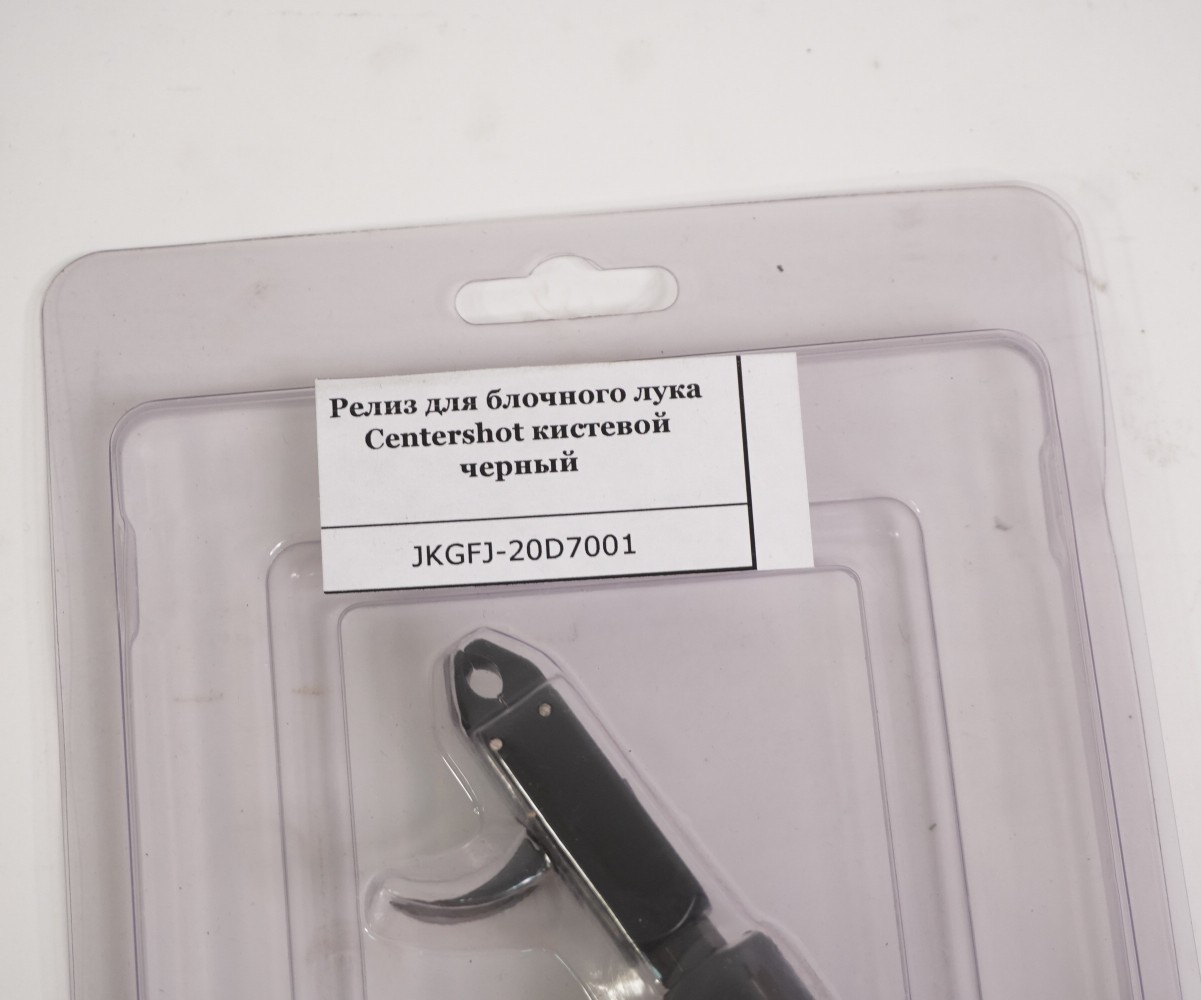 Релиз для блочного лука
Centershot кистевой
черный
JKGFJ-20D7001